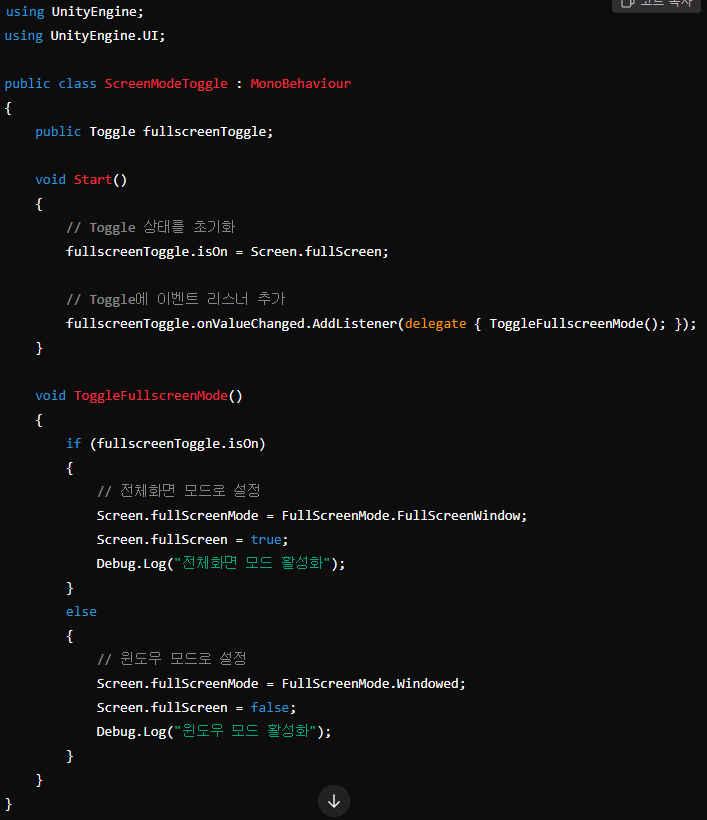 코드 복사
using UnityEngine;
using UnityEngine.UI;
public class ScreenModeToggle : MonoBehaviour
{
public Toggle fullscreenToggle;
void Start()
{
// Toggle 상태를 초기화
fullscreenToggle.isOn = Screen.fullScreen;
// Toggle에 이벤트 리스너 추가
fullscreenToggle.onValueChanged.AddListener(delegate { ToggleFullscreenMode(); });
}
void ToggleFullscreenMode()
{
if (fullscreenToggle.isOn)
{
// 전체화면 모드로 설정
Screen.fullScreenMode = FullScreenMode.FullScreenWindow;
Screen.fullScreen = true;
Debug.Log("전체화면 모드 활성화");
}
else
{
// 윈도우 모드로 설정
Screen.fullScreenMode = FullScreenMode.Windowed;
Screen.fullScreen = false;
Debug.Log("윈도우 모드 활성화");
}
}
}